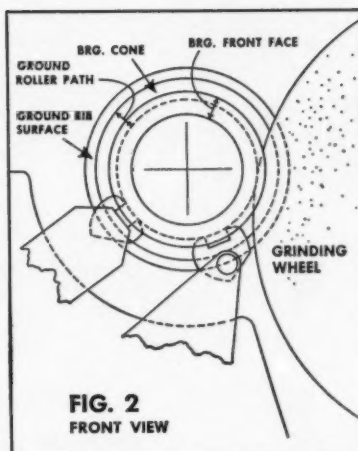 BRG. CONE
BRG. FRONT FACE
GROUND
ROLLER PATH
GROUND RIB
SURFACE
GRINDING
WHEEL
FIG. 2
FRONT VIEW